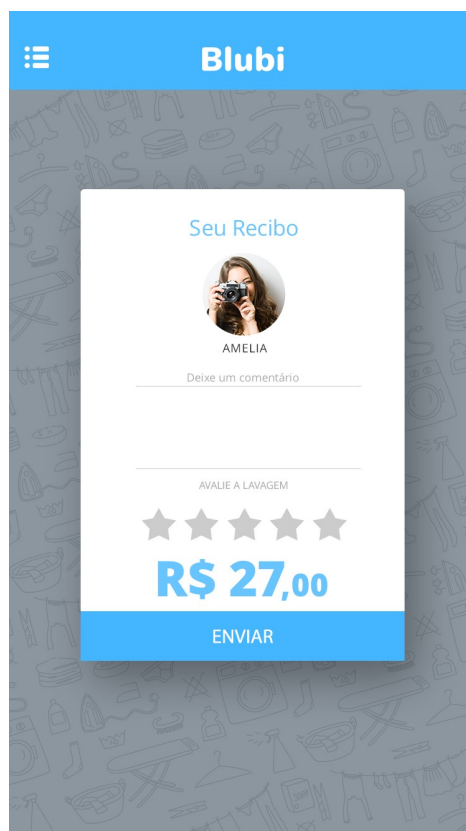 Blubi
Seu Recibo
AMELIA
Deixe um comentário
AVALIE A LAVAGEM
R$ 27,00
ENVIAR